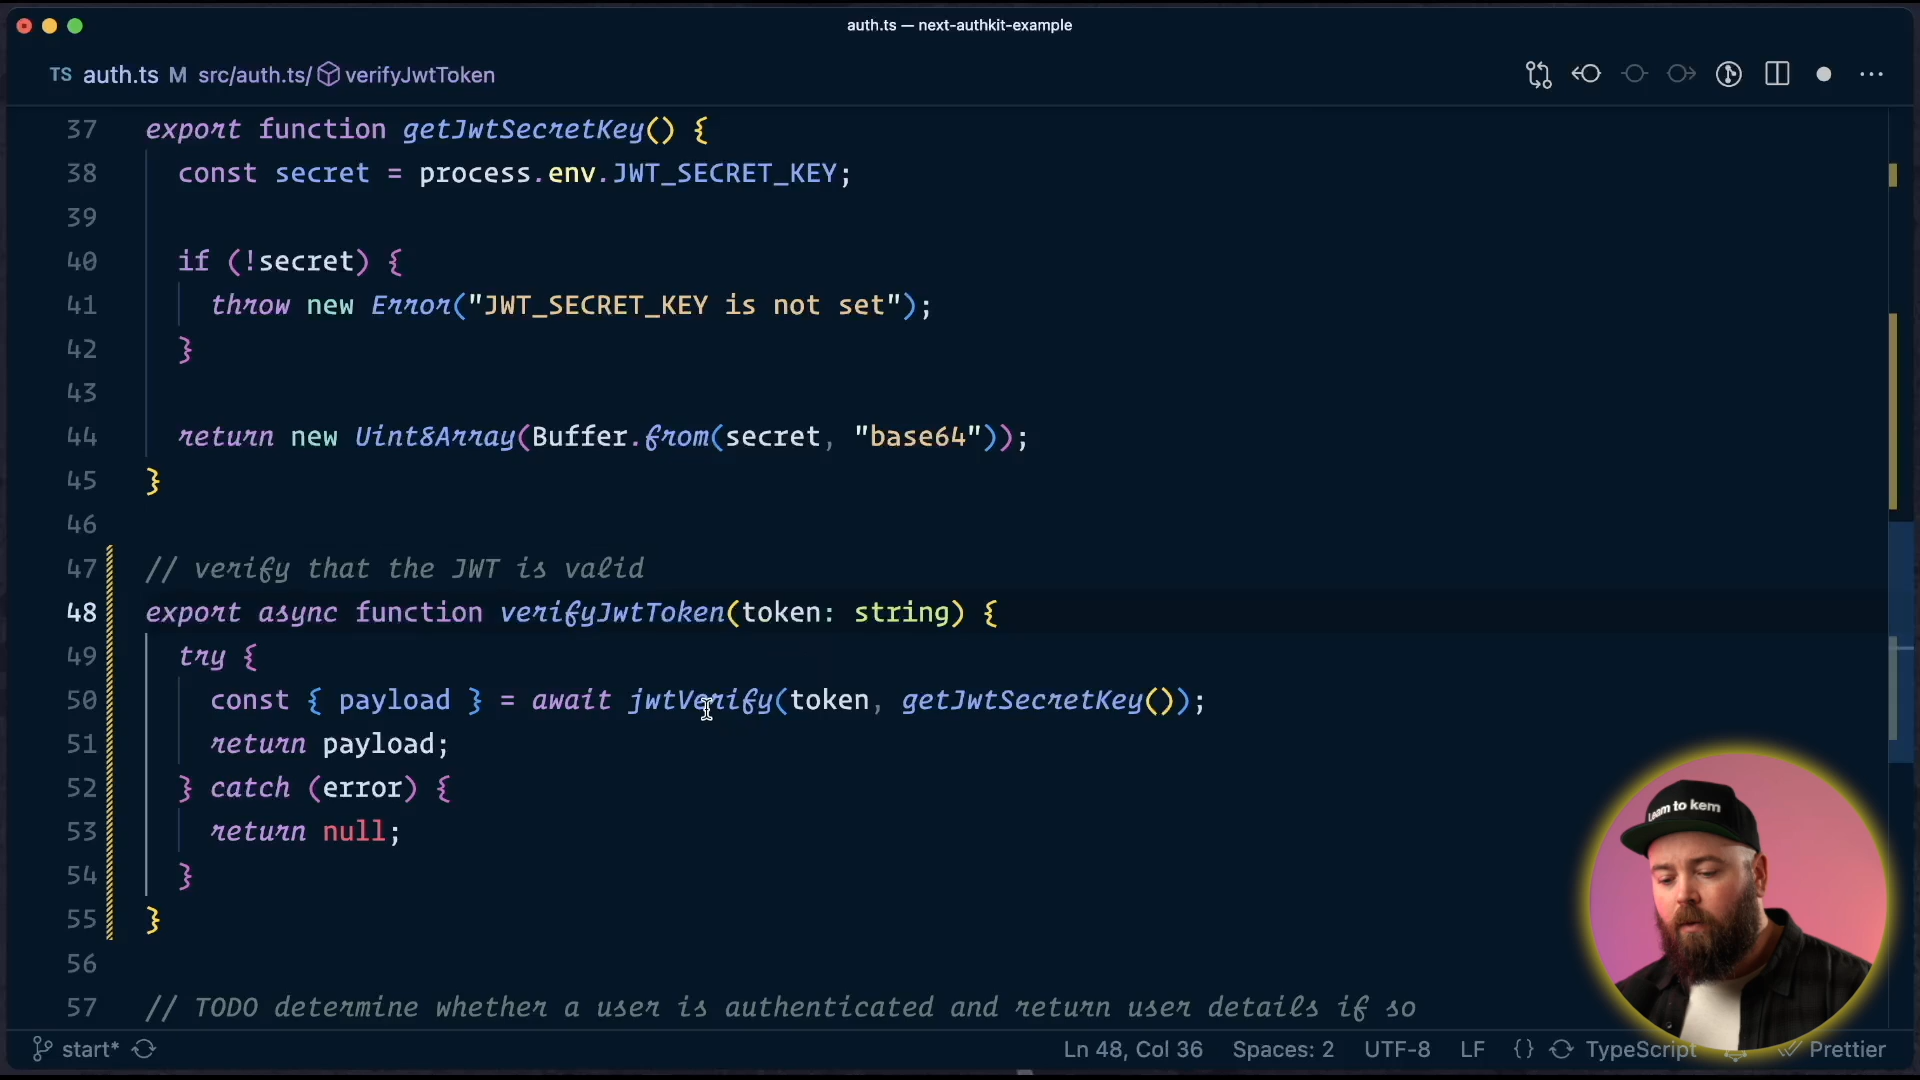 auth.ts — next-authkit-example
TS auth.ts M src/auth.ts/ verifyJwtToken
37 export function getJwtSecretKey() {
38 const secret = process.env.JWT_SECRET_KEY;
39
40 if (!secret) {
41 throw new Error("JWT_SECRET_KEY is not set");
42 }
43
44 return new Uint8Array(Buffer.from(secret, "base64"));
45 }
46
47 // verify that the JWT is valid
48 export async function verifyJwtToken(token: string) {
49 try {
50 const { payload } = await jwtVerify(token, getJwtSecretKey());
51 return payload;
52 } catch (error) {
53 return null;
54 }
55 }
56
57 // TODO determine whether a user is authenticated and return user details if so
Learn to kern
start* Ln 48, Col 36 Spaces: 2 UTF-8 LF {} TypeScript Prettier